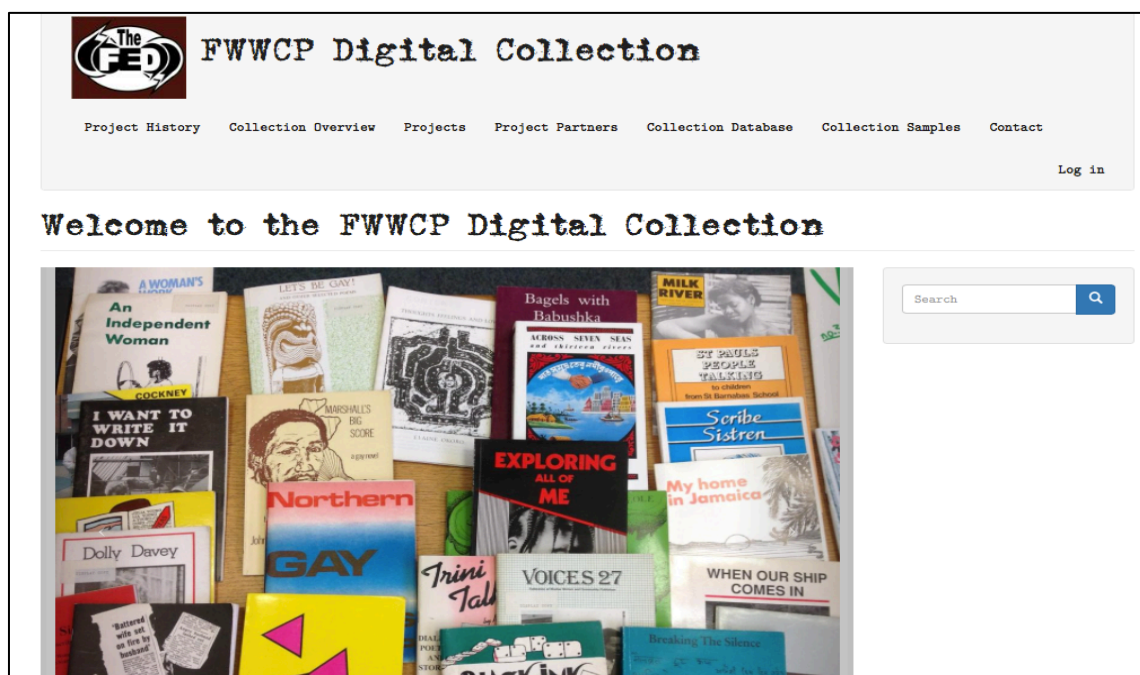 The
FED
FWWCP Digital Collection
Project History Collection Overview Projects Project Partners Collection Database Collection Samples Contact
Log in
Welcome to the FWWCP Digital Collection
Search
A WOMAN'S
An
Independent
Woman
COCKNEY
I WANT TO
WRITE IT
DOWN
Dolly Davey
'Battered
wife set
on fire by
husband'
LET'S BE GAY!
MARSHALL'S
BIG
SCORE
a gay novel
Northern
GAY
ELAINE OKORO
Bagels with
Babushka
ACROSS SEVEN SEAS
and thirteen rivers
EXPLORING
ALL OF
ME
Trini
VOICES 27
MILK
RIVER
ST PAULS
PEOPLE
TALKING
to children
from St Barnabas School
Scribe
Sistren
My home
in Jamaica
WHEN OUR SHIP
COMES IN
Breaking The Silence